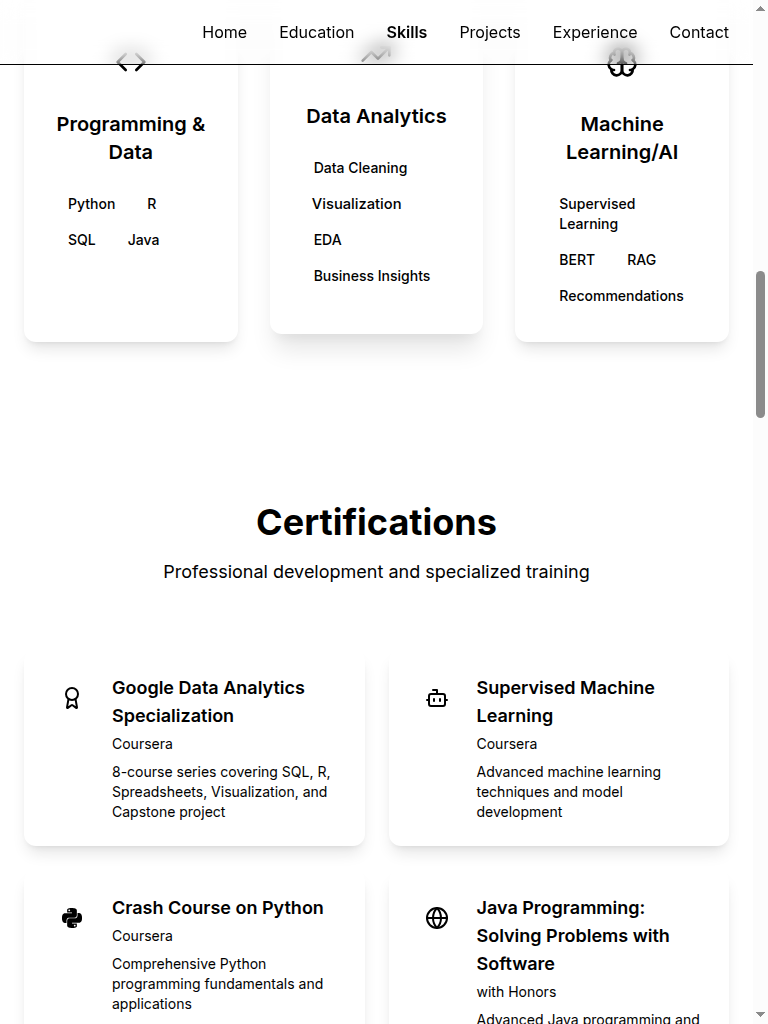 Home Education Skills Projects Experience Contact
Programming &
Data
Python R
SQL Java
Data Analytics
Data Cleaning
Visualization
EDA
Business Insights
Machine
Learning/AI
Supervised
Learning
BERT RAG
Recommendations
Certifications
Professional development and specialized training
Google Data Analytics
Specialization
Coursera
8-course series covering SQL, R,
Spreadsheets, Visualization, and
Capstone project
Supervised Machine
Learning
Coursera
Advanced machine learning
techniques and model
development
Crash Course on Python
Coursera
Comprehensive Python
programming fundamentals and
applications
Java Programming:
Solving Problems with
Software
with Honors
Advanced Java programming and